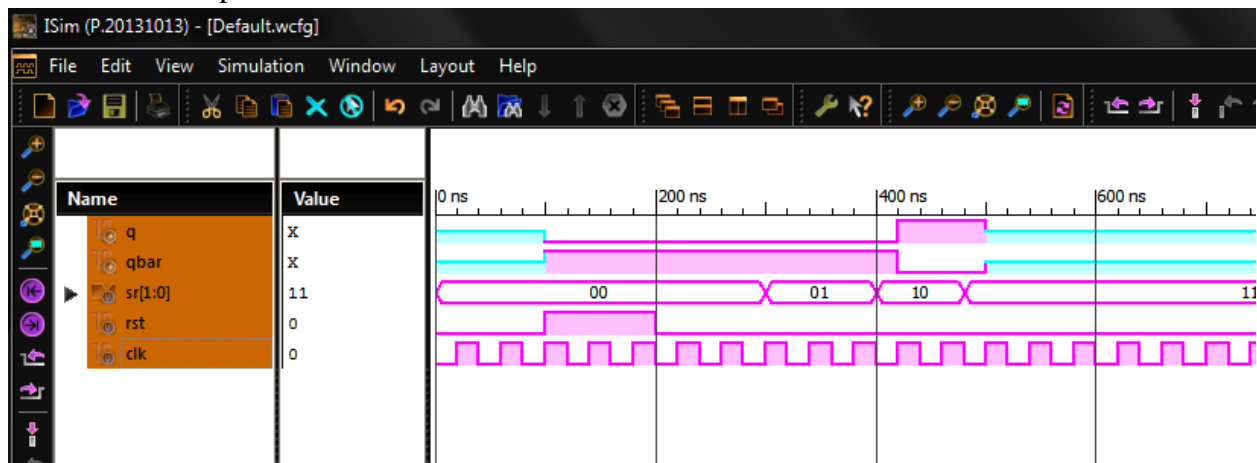 ISim (P.20131013) - [Default.wcfg]
File Edit View Simulation Window Layout Help
Name Value 0 ns 200 ns 400 ns 600 ns
q X
qbar X
sr[1:0] 11 00 01 10 11
rst 0
clk 0